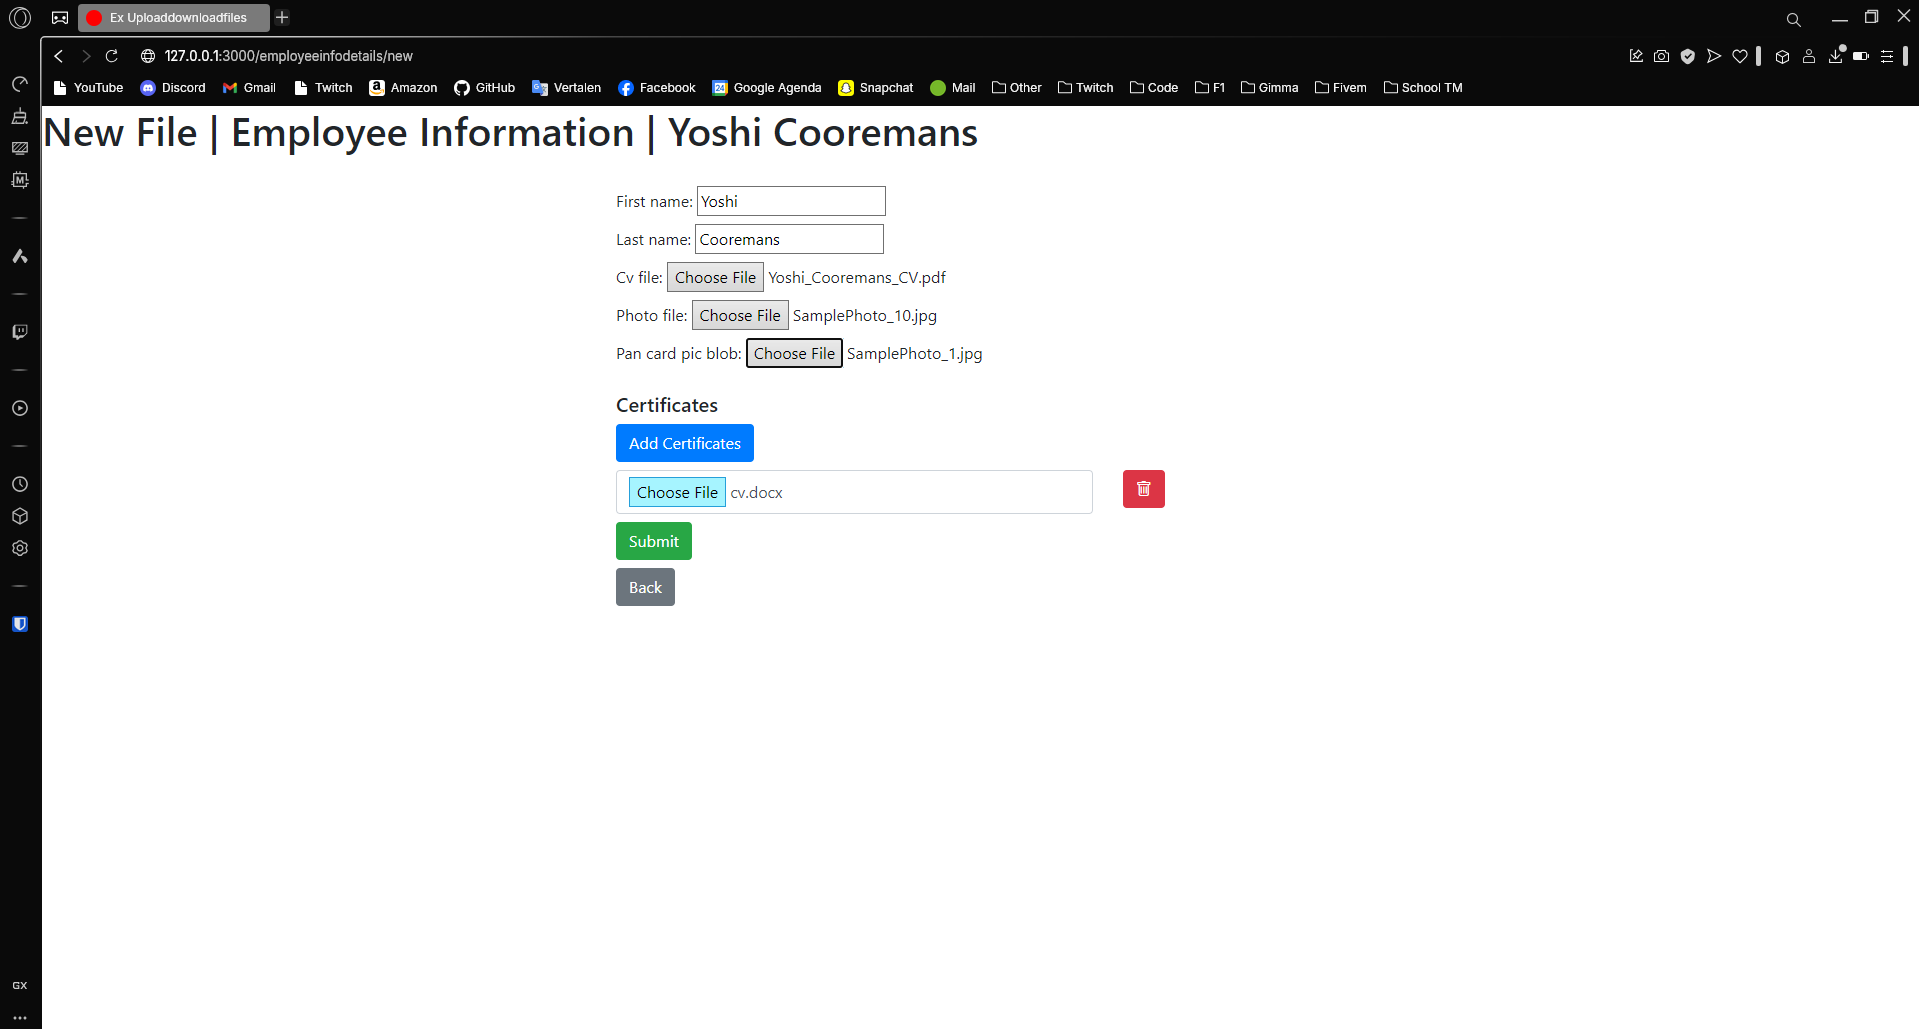 Ex Uploaddownloadfiles
127.0.0.1:3000/employeeinfodetails/new
YouTube Discord Gmail Twitch Amazon GitHub Vertalen Facebook 24 Google Agenda Snapchat Mail Other Twitch Code F1 Gimma Fivem School TM
New File | Employee Information | Yoshi Cooremans
First name: Yoshi
Last name: Cooremans
Cv file: Choose File Yoshi_Cooremans_CV.pdf
Photo file: Choose File SamplePhoto_10.jpg
Pan card pic blob: Choose File SamplePhoto_1.jpg
Certificates
Add Certificates
Choose File cv.docx
Submit
Back
M
GX